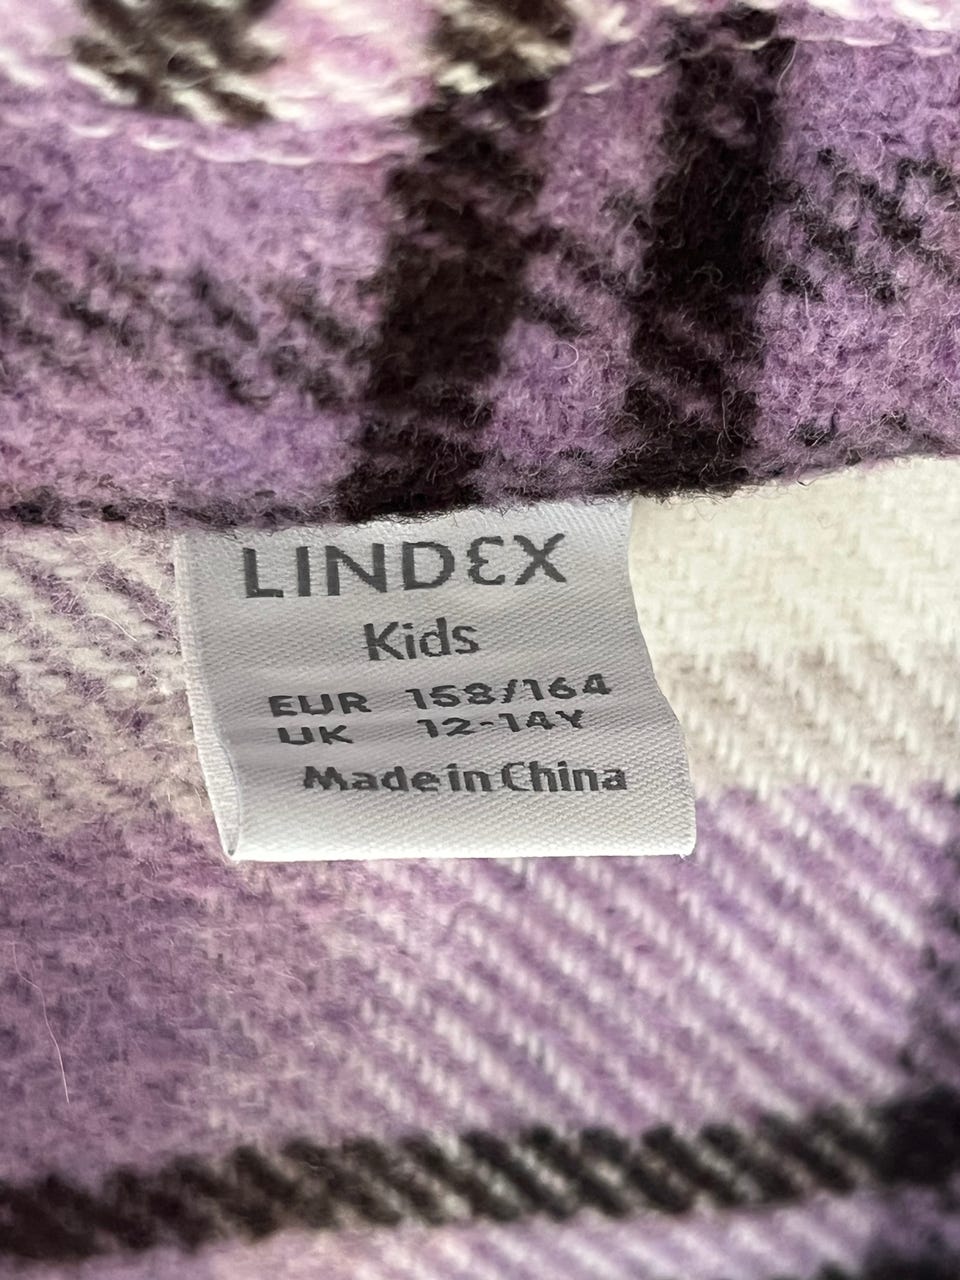 LINDEX
Kids
EUR 158/164
UK 12-14Y
Made in China